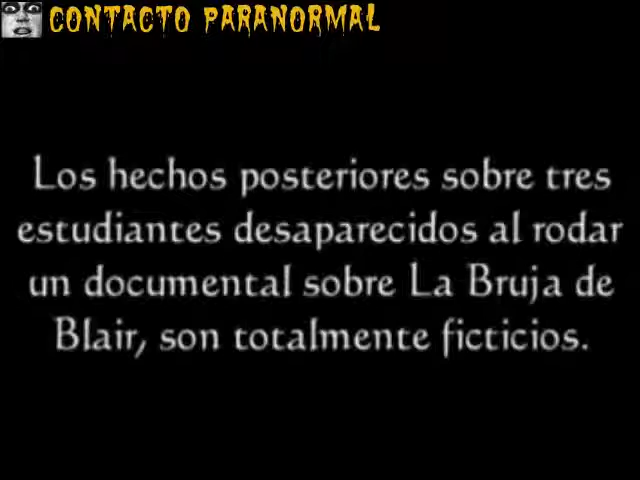 CONTACTO PARANORMAL
Los hechos posteriores sobre tres
estudiantes desaparecidos al rodar
un documental sobre La Bruja de
Blair, son totalmente ficticios.